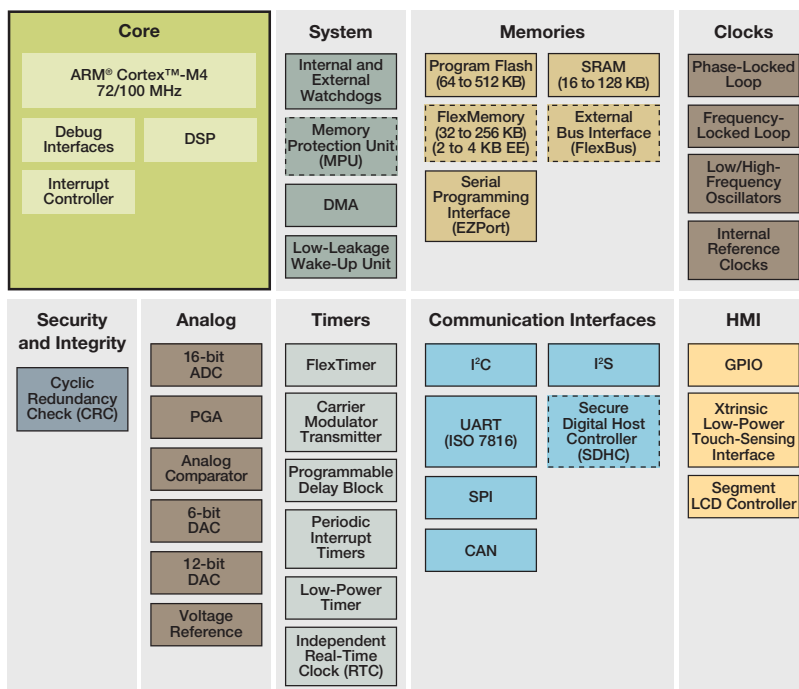 Core
ARM® Cortex™-M4
72/100 MHz
Debug
Interfaces
DSP
Interrupt
Controller
System
Internal and
External
Watchdogs
Memory
Protection Unit
(MPU)
DMA
Low-Leakage
Wake-Up Unit
Memories
Program Flash
(64 to 512 KB)
SRAM
(16 to 128 KB)
FlexMemory
(32 to 256 KB)
(2 to 4 KB EE)
External
Bus Interface
(FlexBus)
Serial
Programming
Interface
(EZPort)
Clocks
Phase-Locked
Loop
Frequency-
Locked Loop
Low/High-
Frequency
Oscillators
Internal
Reference
Clocks
Security
and Integrity
Cyclic
Redundancy
Check (CRC)
Analog
16-bit
ADC
PGA
Analog
Comparator
6-bit
DAC
12-bit
DAC
Voltage
Reference
Timers
FlexTimer
Carrier
Modulator
Transmitter
Programmable
Delay Block
Periodic
Interrupt
Timers
Low-Power
Timer
Independent
Real-Time
Clock (RTC)
Communication Interfaces
I²C
I²S
UART
(ISO 7816)
Secure
Digital Host
Controller
(SDHC)
SPI
CAN
HMI
GPIO
Xtrinsic
Low-Power
Touch-Sensing
Interface
Segment
LCD Controller